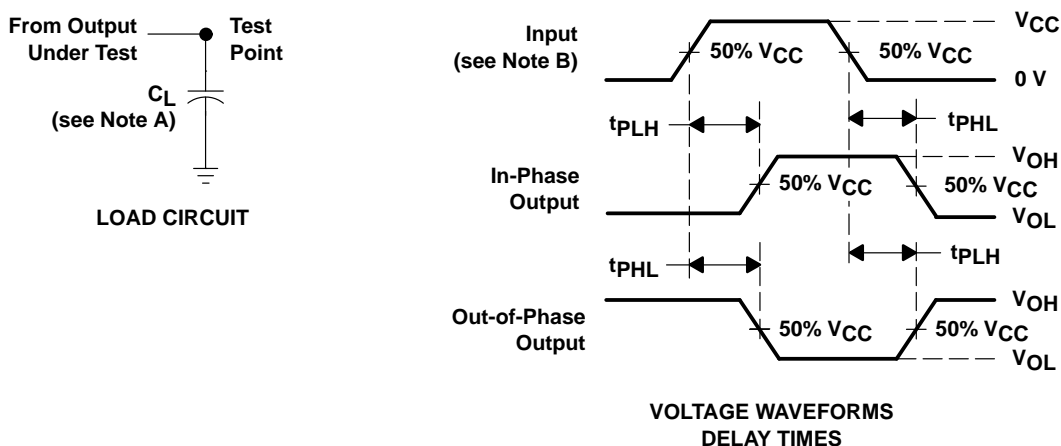 From Output
Under Test
Test
Point
CL
(see Note A)
LOAD CIRCUIT
Input
(see Note B)
50% VCC
50% VCC
VCC
0 V
tPLH
tPHL
In-Phase
Output
50% VCC
50% VCC
VOH
VOL
tPHL
tPLH
Out-of-Phase
Output
50% VCC
50% VCC
VOH
VOL
VOLTAGE WAVEFORMS
DELAY TIMES